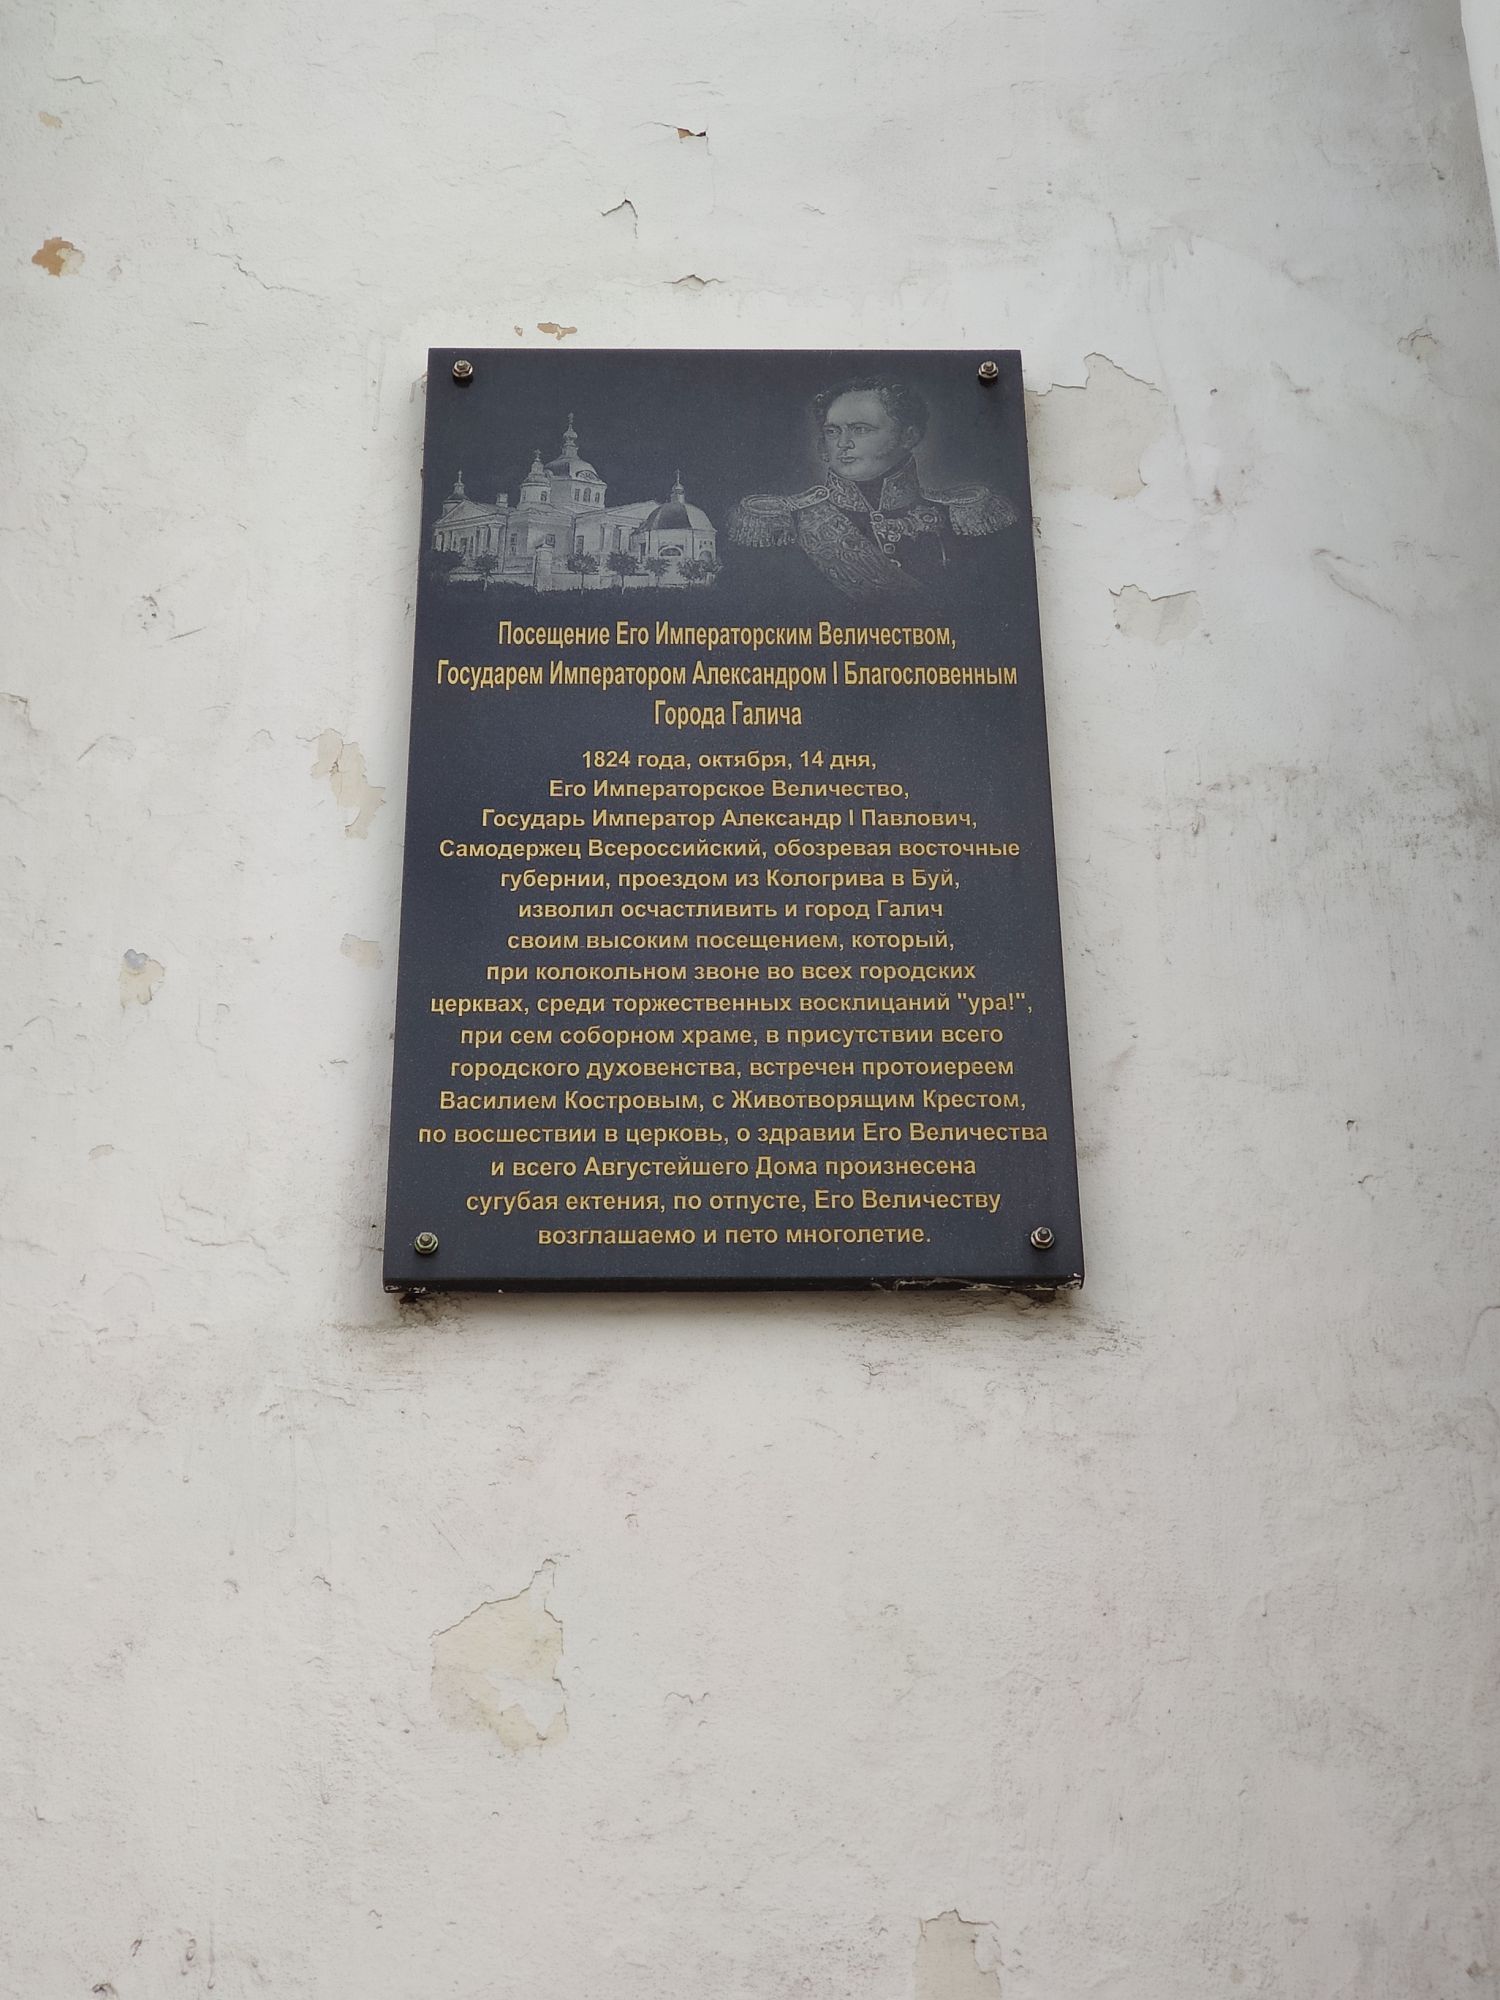 Посещение Его Императорским Величеством,
Государем Императором Александром I Благословенным
Города Галича
1824 года, октября, 14 дня,
Его Императорское Величество,
Государь Император Александр I Павлович,
Самодержец Всероссийский, обозревая восточные
губернии, проездом из Кологрива в Буй,
изволил осчастливить и город Галич
своим высоким посещением, который,
при колокольном звоне во всех городских
церквах, среди торжественных восклицаний "ура!",
при сем соборном храме, в присутствии всего
городского духовенства, встречен протоиереем
Василием Костровым, с Животворящим Крестом,
по восшествии в церковь, о здравии Его Величества
и всего Августейшего Дома произнесена
сугубая ектения, по отпусте, Его Величеству
возглашаемо и пето многолетие.